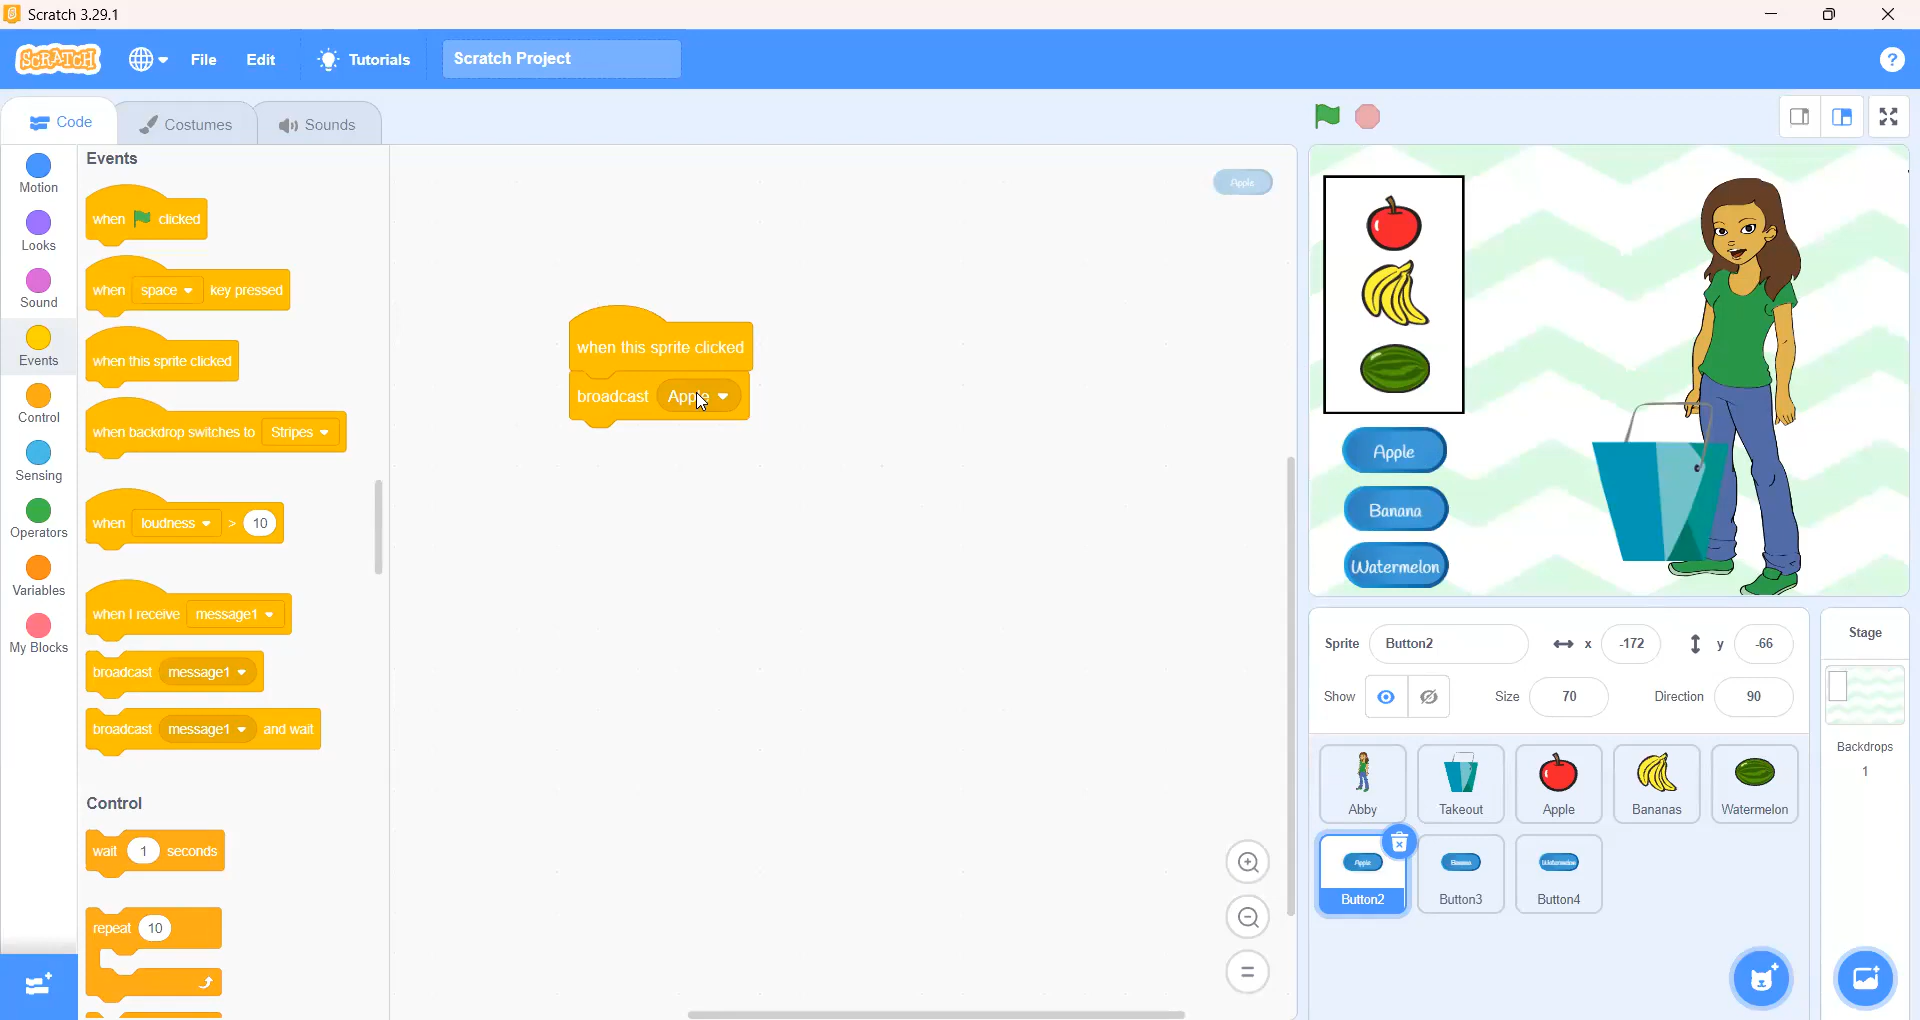 Scratch 3.29.1
SCRATCH File Edit Tutorials Scratch Project
Code Costumes Sounds
Motion
Looks
Sound
Events
Control
Sensing
Operators
Variables
My Blocks
Events
when clicked
when space key pressed
when this sprite clicked
when backdrop switches to Stripes
when loudness > 10
when I receive message1
broadcast message1
broadcast message1 and wait
Control
wait 1 seconds
repeat 10
when this sprite clicked
broadcast Apple
Apple
Apple
Banana
Watermelon
Sprite Button2 x -172 y -66
Show Size 70 Direction 90
Abby Takeout Apple Bananas Watermelon
Apple Banana Watermelon
Button2 Button3 Button4
Stage
Backdrops
1